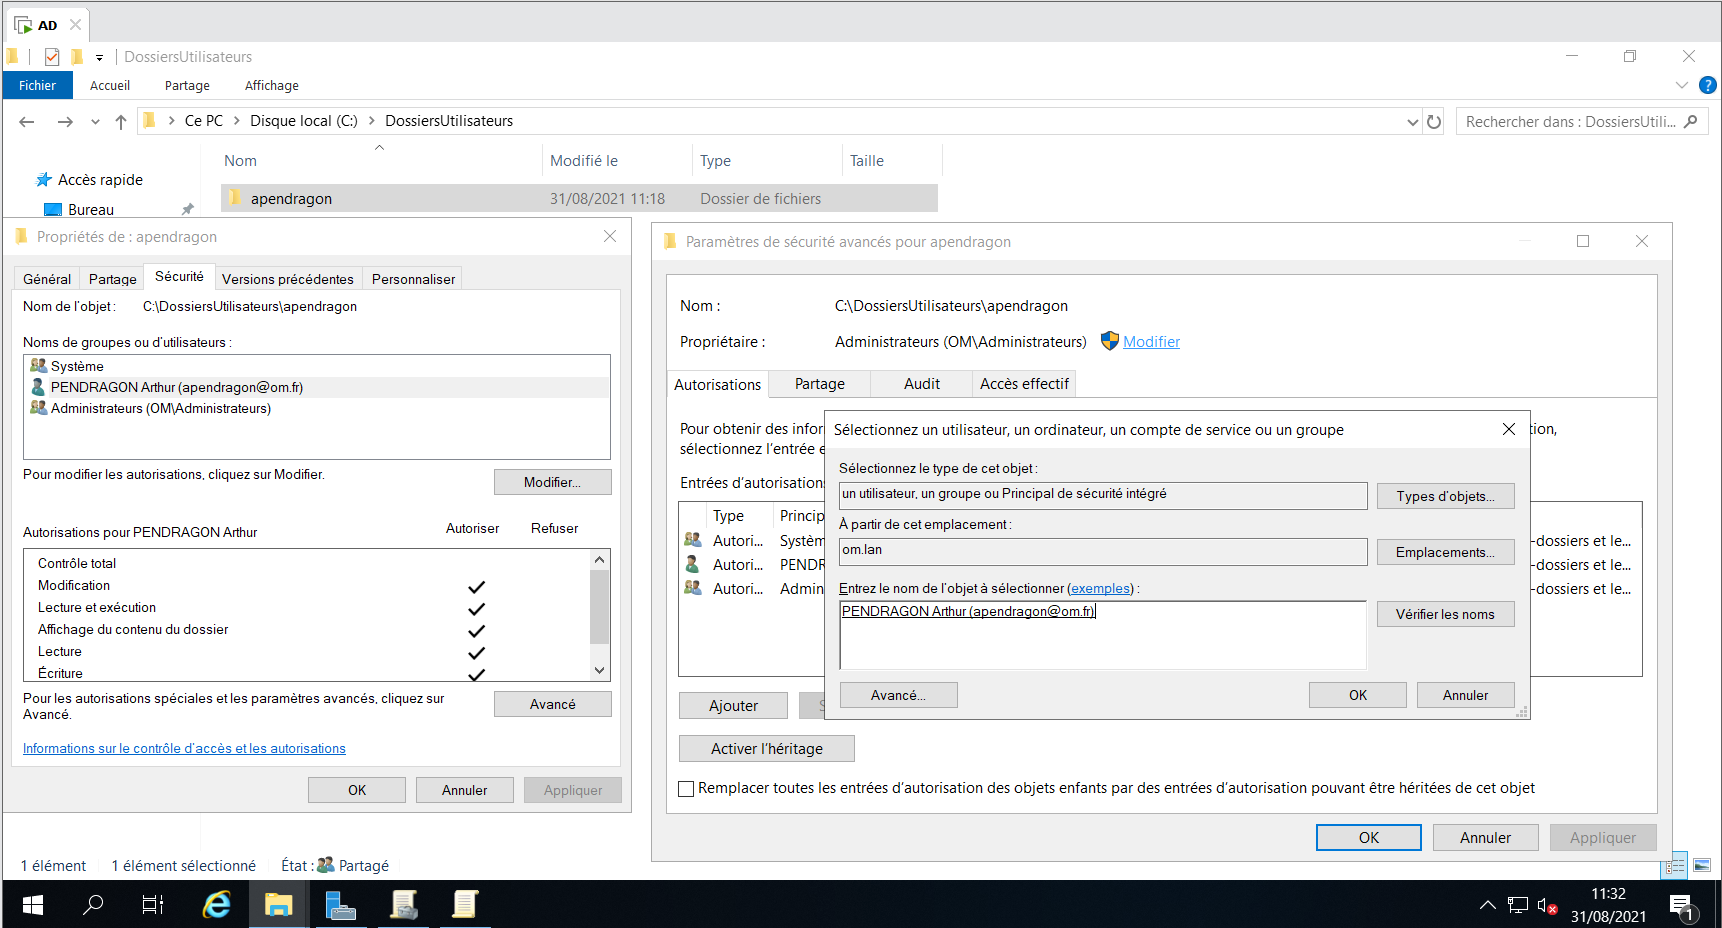 AD
DossiersUtilisateurs
Fichier Accueil Partage Affichage
?
Ce PC > Disque local (C:) > DossiersUtilisateurs
Rechercher dans : DossiersUtili...
Nom Modifié le Type Taille
Accès rapide
apendragon 31/08/2021 11:18 Dossier de fichiers
Bureau
Propriétés de : apendragon
Général Partage Sécurité Versions précédentes Personnaliser
Nom de l'objet : C:\DossiersUtilisateurs\apendragon
Noms de groupes ou d'utilisateurs :
Système
PENDRAGON Arthur (apendragon@om.fr)
Administrateurs (OM\Administrateurs)
Pour modifier les autorisations, cliquez sur Modifier.
Modifier...
Autorisations pour PENDRAGON Arthur Autoriser Refuser
Contrôle total
Modification
Lecture et exécution
Affichage du contenu du dossier
Lecture
Écriture
Pour les autorisations spéciales et les paramètres avancés, cliquez sur
Avancé.
Avancé
Informations sur le contrôle d'accès et les autorisations
OK Annuler Appliquer
Paramètres de sécurité avancés pour apendragon
Nom : C:\DossiersUtilisateurs\apendragon
Propriétaire : Administrateurs (OM\Administrateurs) Modifier
Autorisations Partage Audit Accès effectif
Pour obtenir des infor tion,
sélectionnez l'entrée e
Entrées d'autorisations
Type Princip
Autori... Systèm -dossiers et le...
Autori... PENDR -dossiers et le...
Autori... Admin -dossiers et le...
Ajouter S
Activer l'héritage
Remplacer toutes les entrées d'autorisation des objets enfants par des entrées d'autorisation pouvant être héritées de cet objet
OK Annuler Appliquer
Sélectionnez un utilisateur, un ordinateur, un compte de service ou un groupe
Sélectionnez le type de cet objet :
un utilisateur, un groupe ou Principal de sécurité intégré Types d'objets...
À partir de cet emplacement :
om.lan Emplacements...
Entrez le nom de l'objet à sélectionner (exemples) :
PENDRAGON Arthur (apendragon@om.fr) Vérifier les noms
Avancé... OK Annuler
1 élément 1 élément sélectionné État : Partagé
11:32
31/08/2021
1